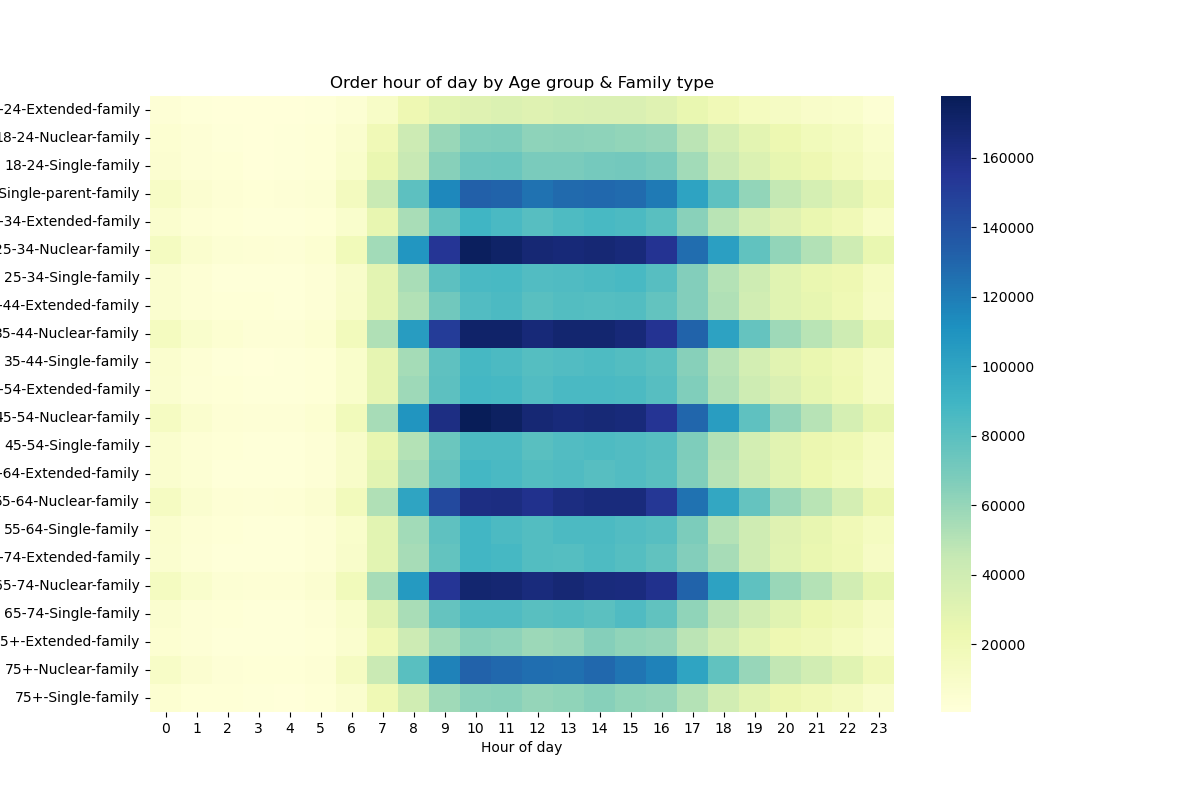 Order hour of day by Age group & Family type
-24-Extended-family
18-24-Nuclear-family
18-24-Single-family
Single-parent-family
-34-Extended-family
25-34-Nuclear-family
25-34-Single-family
-44-Extended-family
35-44-Nuclear-family
35-44-Single-family
-54-Extended-family
45-54-Nuclear-family
45-54-Single-family
-64-Extended-family
55-64-Nuclear-family
55-64-Single-family
-74-Extended-family
65-74-Nuclear-family
65-74-Single-family
5+-Extended-family
75+-Nuclear-family
75+-Single-family
0 1 2 3 4 5 6 7 8 9 10 11 12 13 14 15 16 17 18 19 20 21 22 23
Hour of day
160000
140000
120000
100000
80000
60000
40000
20000